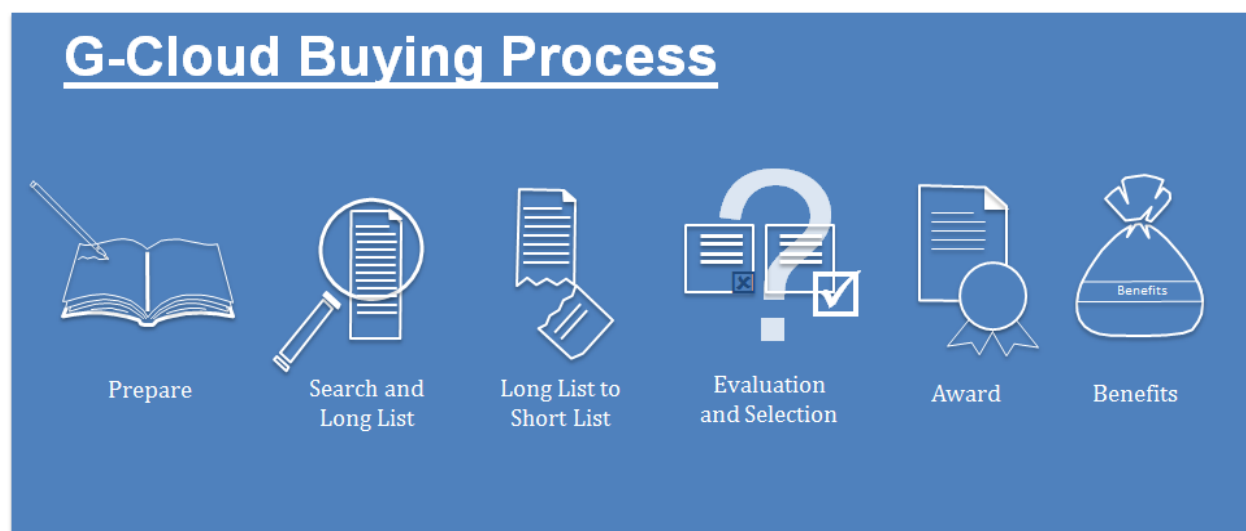 G-Cloud Buying Process
Benefits
Prepare
Search and
Long List
Long List to
Short List
Evaluation
and Selection
Award
Benefits